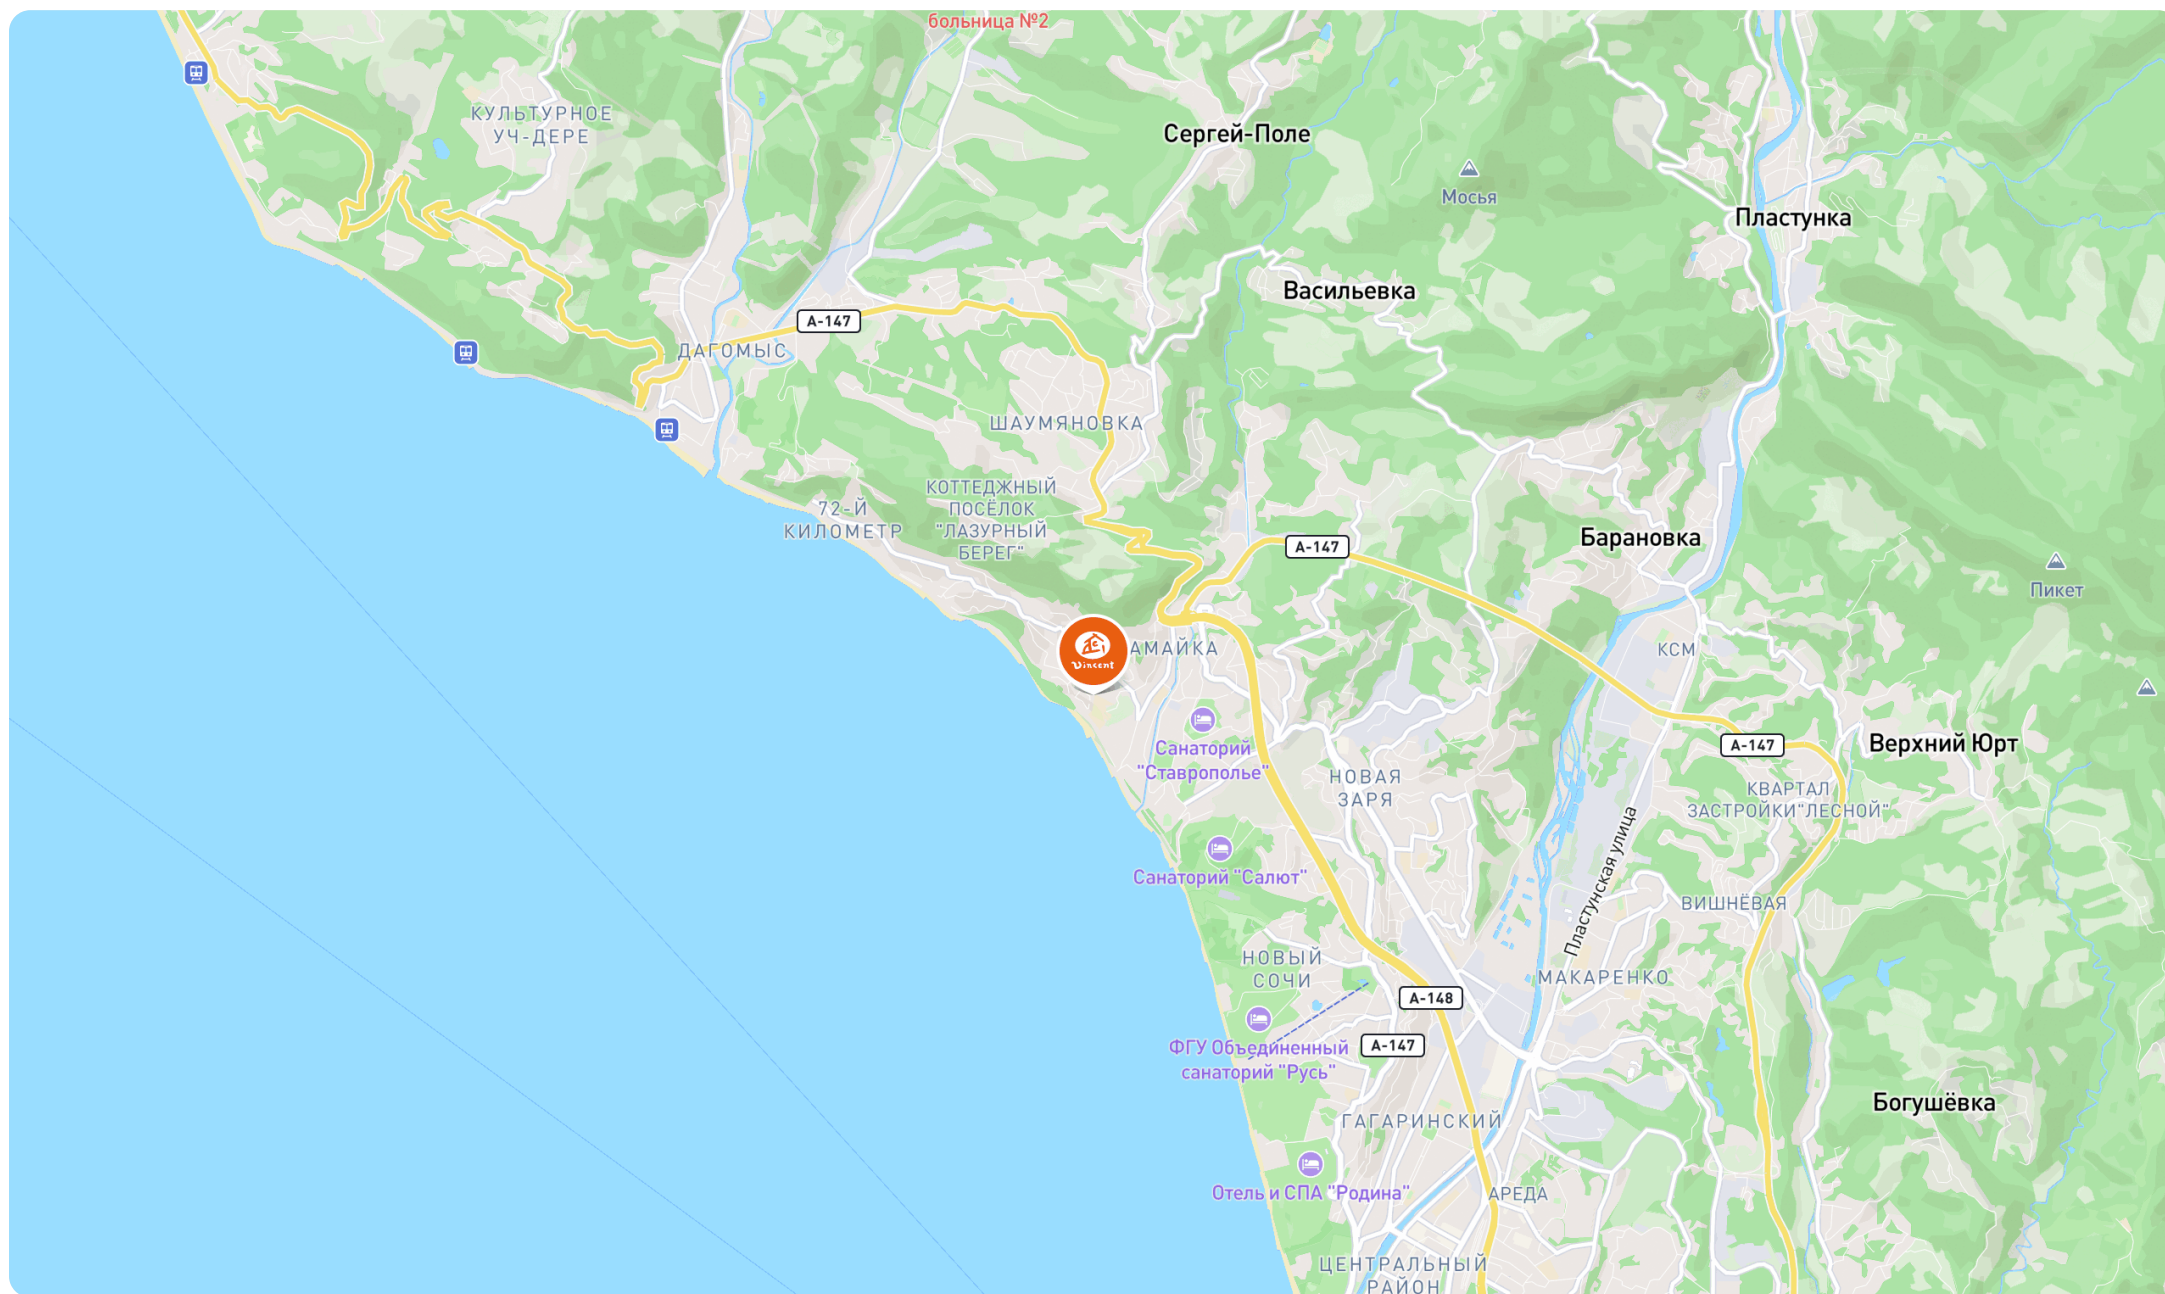 больница №2
КУЛЬТУРНОЕ
УЧ-ДЕРЕ
Сергей-Поле
Мосья
Пластунка
Васильевка
А-147
ДАГОМЫС
ШАУМЯНОВКА
КОТТЕДЖНЫЙ
ПОСЁЛОК
"ЛАЗУРНЫЙ
БЕРЕГ"
72-Й
КИЛОМЕТР
А-147
Барановка
Пикет
Vincent
АМАЙКА
КСМ
Санаторий
"Ставрополье"
А-147
Верхний Юрт
НОВАЯ
ЗАРЯ
КВАРТАЛ
ЗАСТРОЙКИ"ЛЕСНОЙ"
Пластунская улица
Санаторий "Салют"
ВИШНЁВАЯ
НОВЫЙ
СОЧИ
МАКАРЕНКО
А-148
А-147
ФГУ Объединенный
санаторий "Русь"
ГАГАРИНСКИЙ
Богушёвка
Отель и СПА "Родина"
АРЕДА
ЦЕНТРАЛЬНЫЙ
РАЙОН